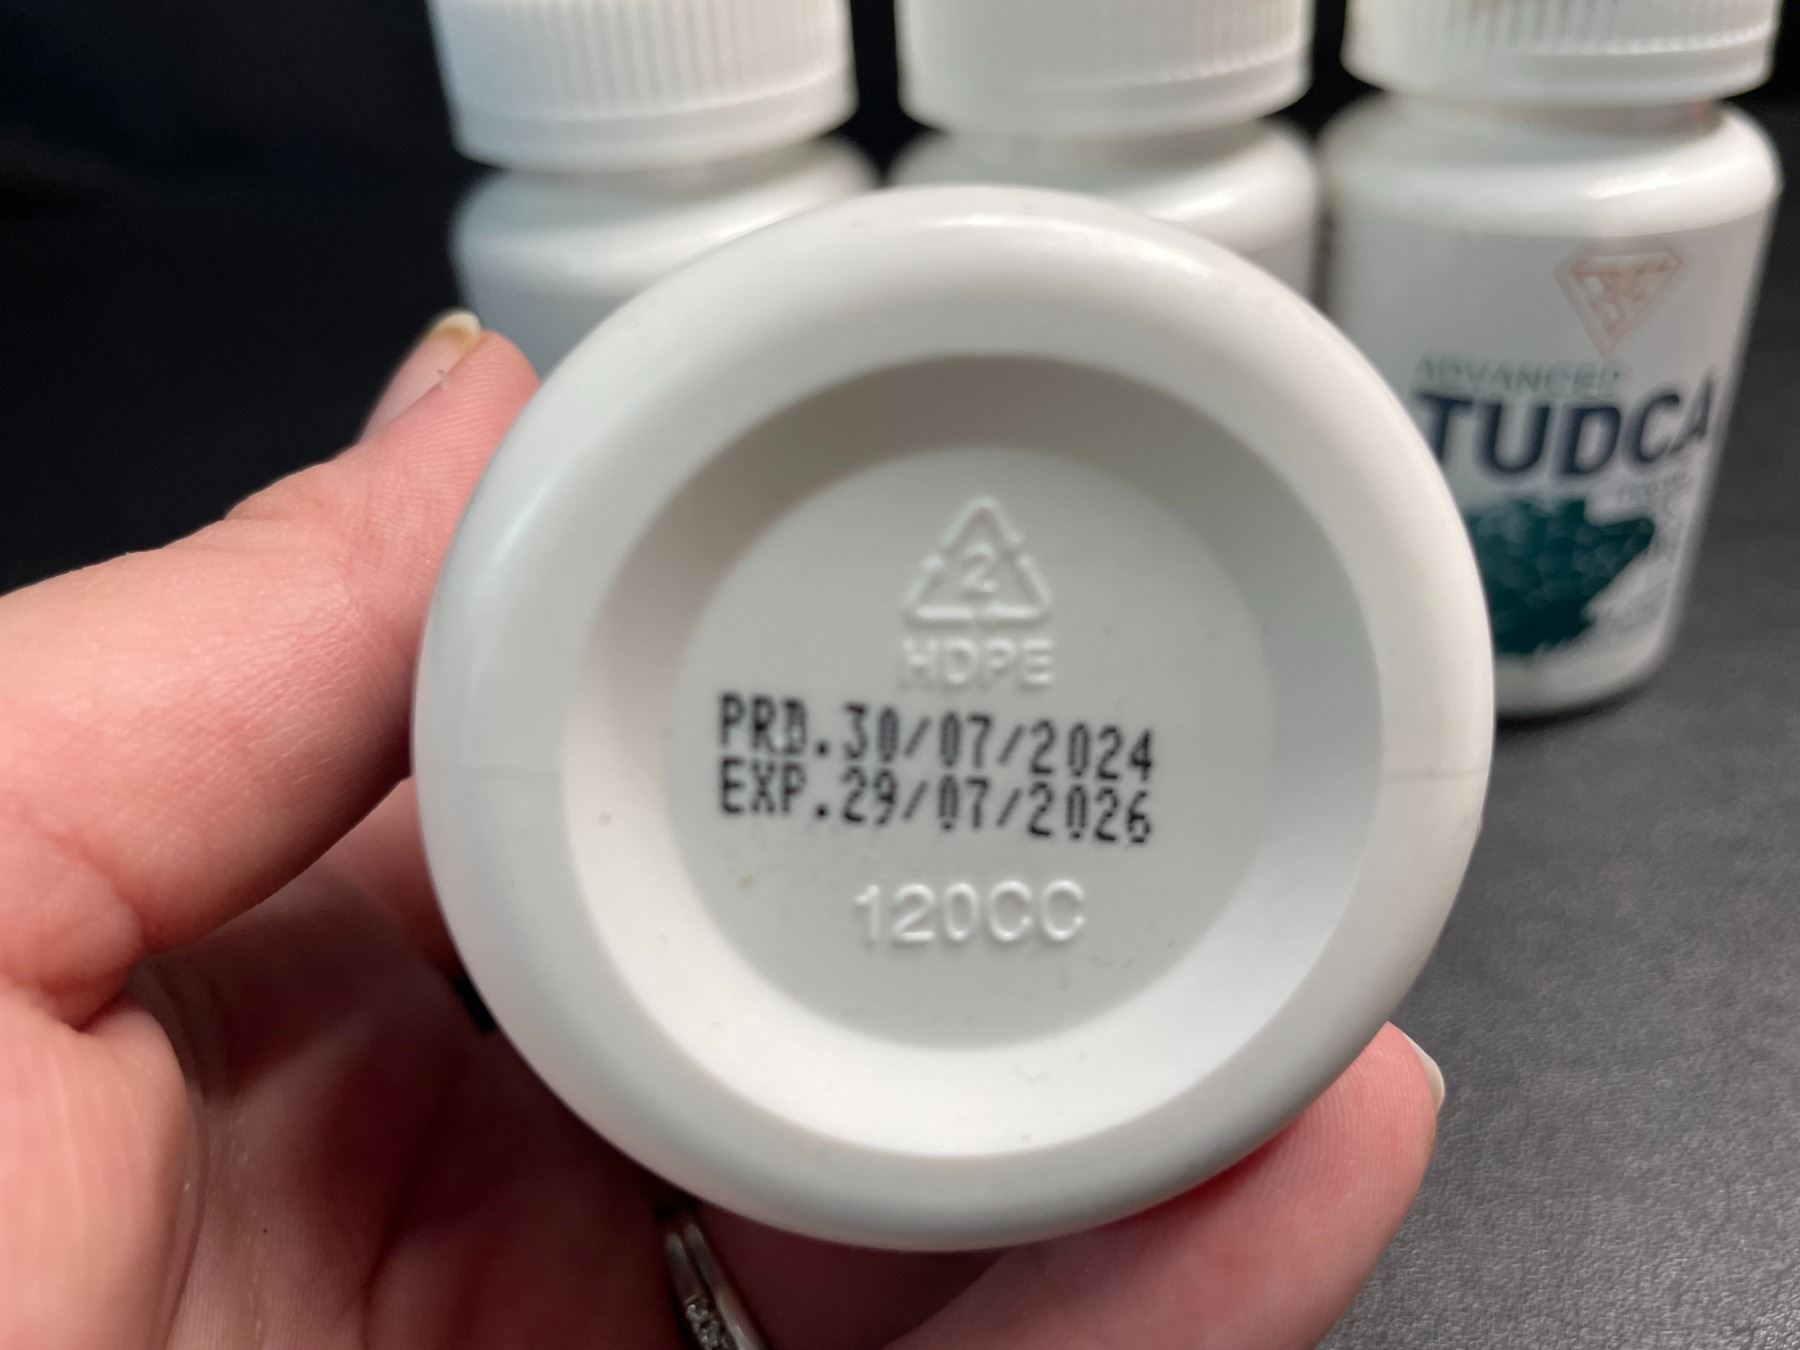 ADVANCED
TUDCA
2
HDPE
PRD.30/07/2024
EXP.29/07/2026
120CC